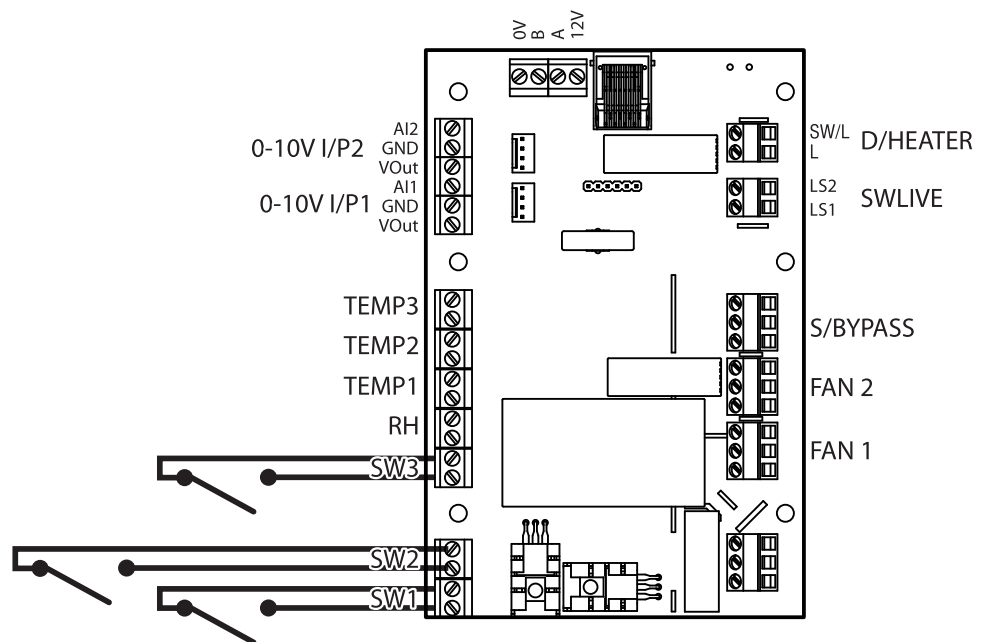 0V
B
A
12V
AI2
0-10V I/P2
GND
VOut
AI1
0-10V I/P1
GND
VOut
TEMP3
TEMP2
TEMP1
RH
SW3
SW2
SW1
SW/L
D/HEATER
L
LS2
SWLIVE
LS1
S/BYPASS
FAN 2
FAN 1